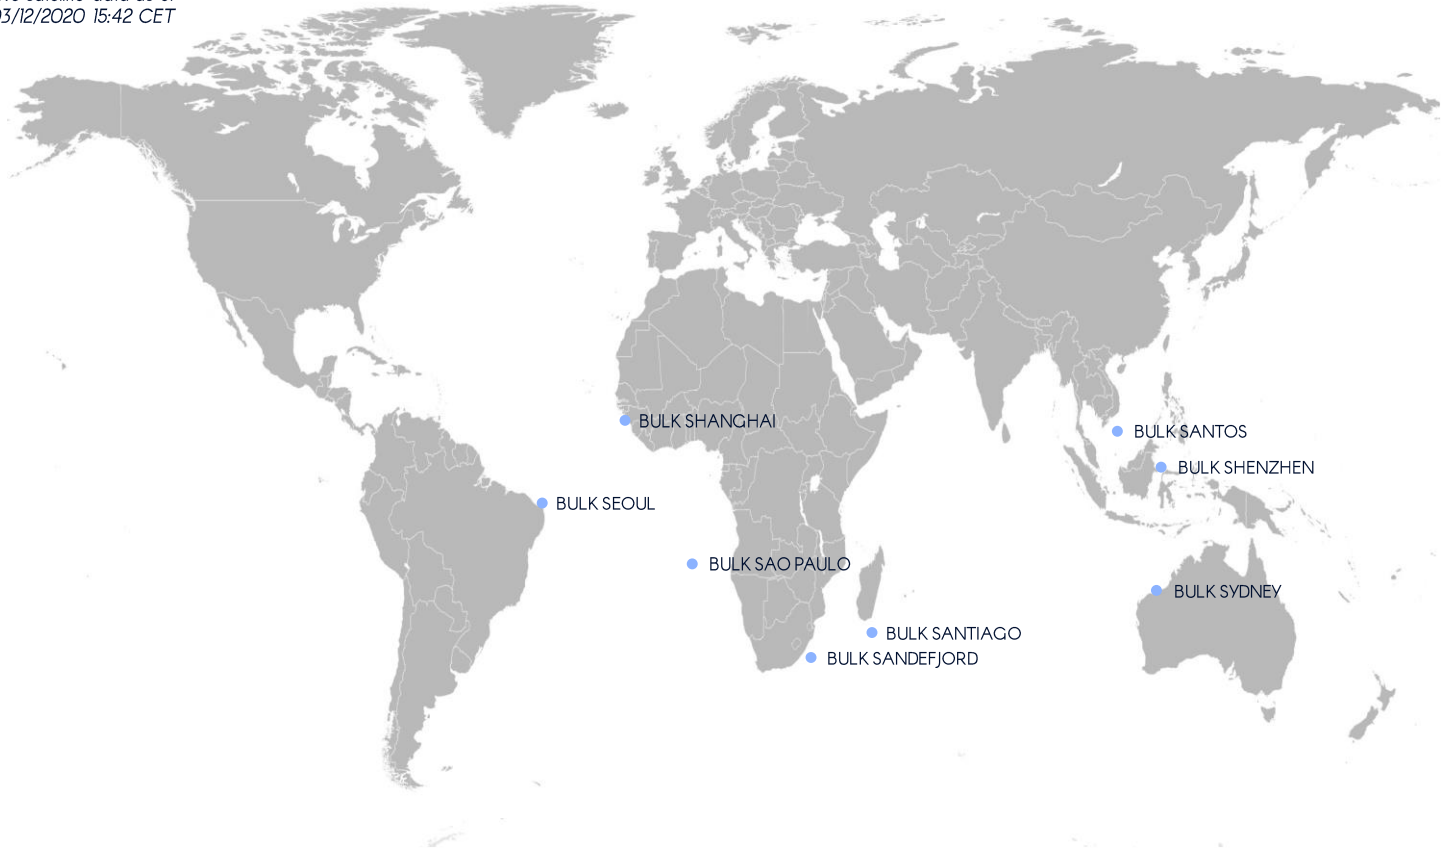 03/12/2020 15:42 CET
BULK SHANGHAI
BULK SANTOS
BULK SHENZHEN
BULK SEOUL
BULK SAO PAULO
BULK SYDNEY
BULK SANTIAGO
BULK SANDEFJORD